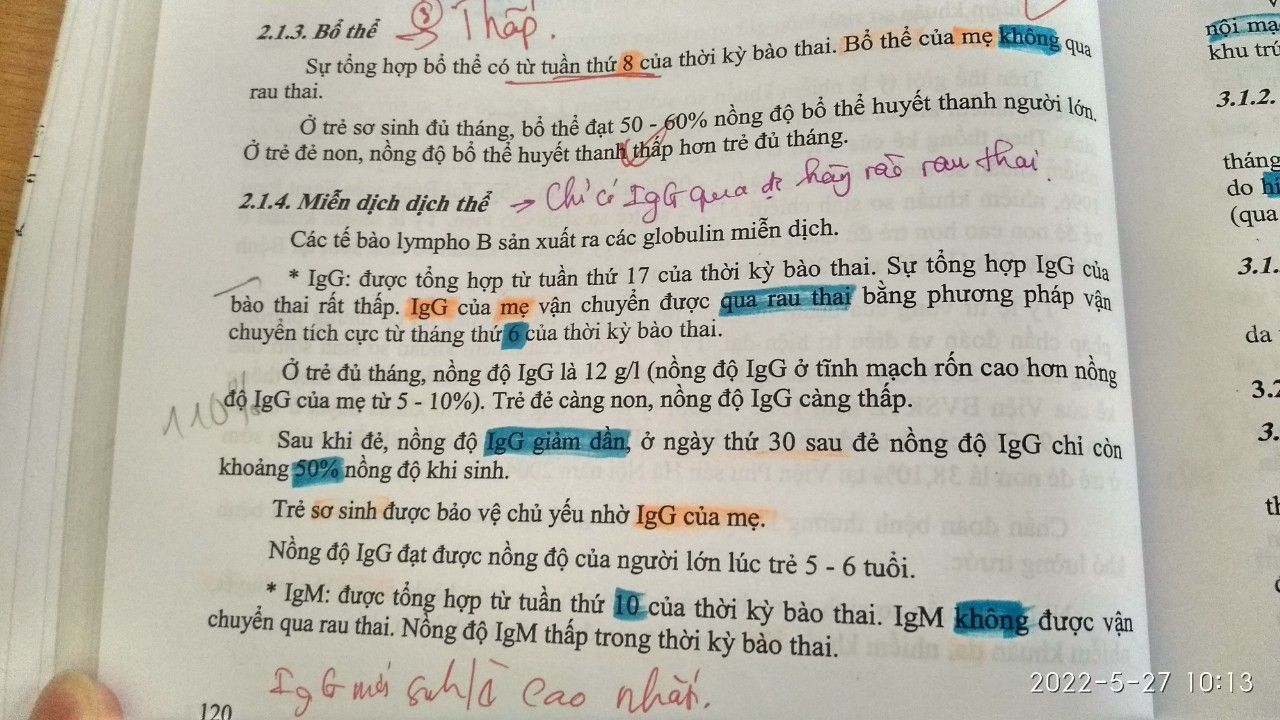 2.1.3. Bổ thể → ③ Thấp.
Sự tổng hợp bổ thể có từ tuần thứ 8 của thời kỳ bào thai. Bổ thể của mẹ không qua
rau thai.
Ở trẻ sơ sinh đủ tháng, bổ thể đạt 50 - 60% nồng độ bổ thể huyết thanh người lớn.
Ở trẻ đẻ non, nồng độ bổ thể huyết thanh thấp hơn trẻ đủ tháng.
2.1.4. Miễn dịch dịch thể → Chỉ có IgG qua đc hàng rào rau thai.
Các tế bào lympho B sản xuất ra các globulin miễn dịch.
* IgG: được tổng hợp từ tuần thứ 17 của thời kỳ bào thai. Sự tổng hợp IgG của
bào thai rất thấp. IgG của mẹ vận chuyển được qua rau thai bằng phương pháp vận
chuyển tích cực từ tháng thứ 6 của thời kỳ bào thai.
Ở trẻ đủ tháng, nồng độ IgG là 12 g/l (nồng độ IgG ở tĩnh mạch rốn cao hơn nồng
110%
độ IgG của mẹ từ 5 - 10%). Trẻ đẻ càng non, nồng độ IgG càng thấp.
Sau khi đẻ, nồng độ IgG giảm dần, ở ngày thứ 30 sau đẻ nồng độ IgG chỉ còn
khoảng 50% nồng độ khi sinh.
Trẻ sơ sinh được bảo vệ chủ yếu nhờ IgG của mẹ.
Nồng độ IgG đạt được nồng độ của người lớn lúc trẻ 5 - 6 tuổi.
* IgM: được tổng hợp từ tuần thứ 10 của thời kỳ bào thai. IgM không được vận
chuyển qua rau thai. Nồng độ IgM thấp trong thời kỳ bào thai.
IgG mới sinh là cao nhất.
120
nội mạ
khu trú
3.1.2.
tháng
do
(qua
3.1.
da
3.2
3.
2022-5-27 10:13